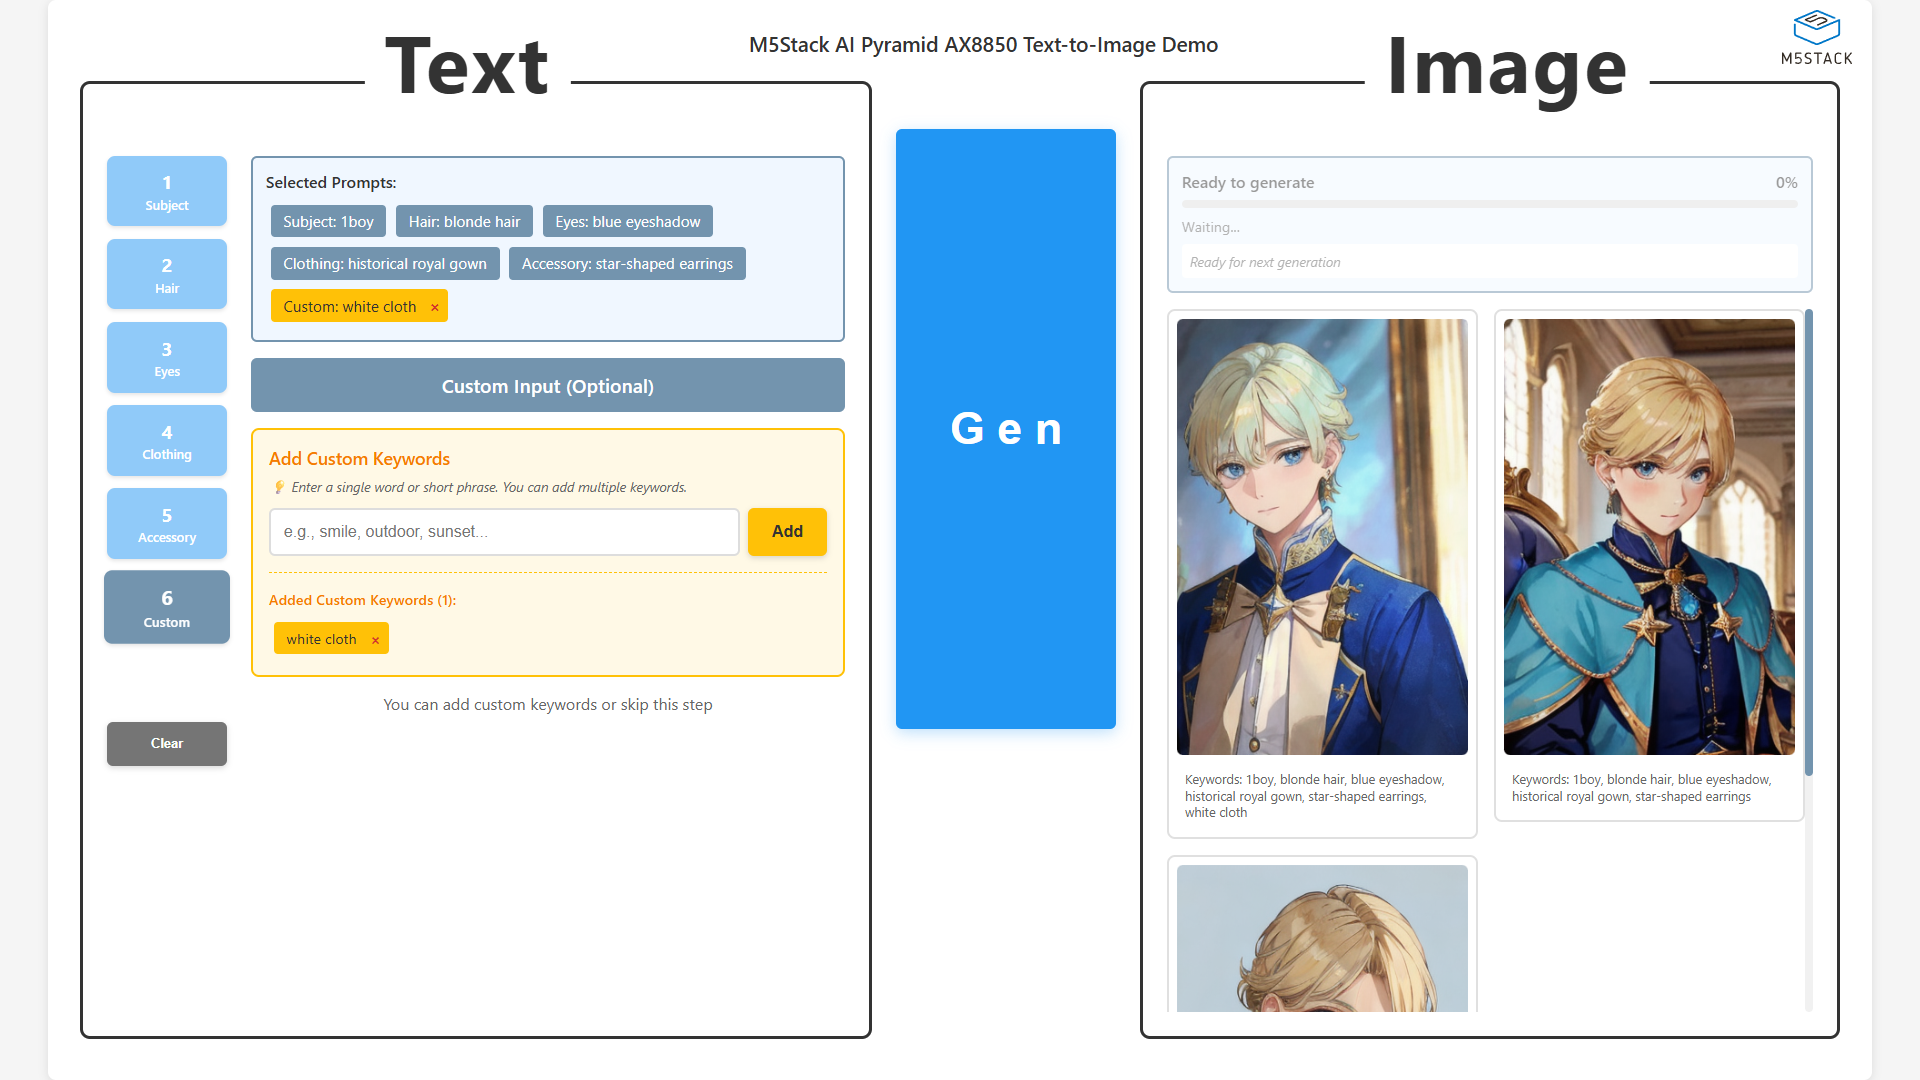 Text
M5Stack AI Pyramid AX8850 Text-to-Image Demo
Image
M5STACK
1
Subject
2
Hair
3
Eyes
4
Clothing
5
Accessory
6
Custom
Clear
Selected Prompts:
Subject: 1boy
Hair: blonde hair
Eyes: blue eyeshadow
Clothing: historical royal gown
Accessory: star-shaped earrings
Custom: white cloth ×
Custom Input (Optional)
Add Custom Keywords
Enter a single word or short phrase. You can add multiple keywords.
e.g., smile, outdoor, sunset...
Add
Added Custom Keywords (1):
white cloth ×
You can add custom keywords or skip this step
Gen
Ready to generate
0%
Waiting...
Ready for next generation
Keywords: 1boy, blonde hair, blue eyeshadow,
historical royal gown, star-shaped earrings,
white cloth
Keywords: 1boy, blonde hair, blue eyeshadow,
historical royal gown, star-shaped earrings